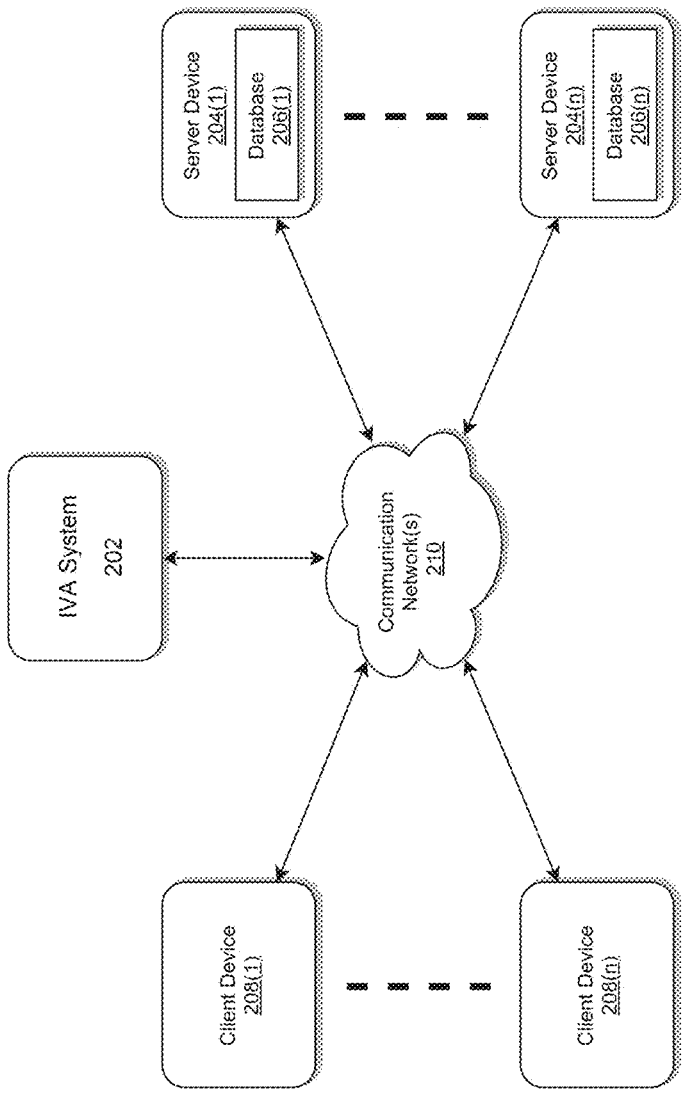 IVA System
202
Client Device
208(1)
Client Device
208(n)
Communication
Network(s)
210
Server Device
204(1)
Database
206(1)
Server Device
204(n)
Database
206(n)